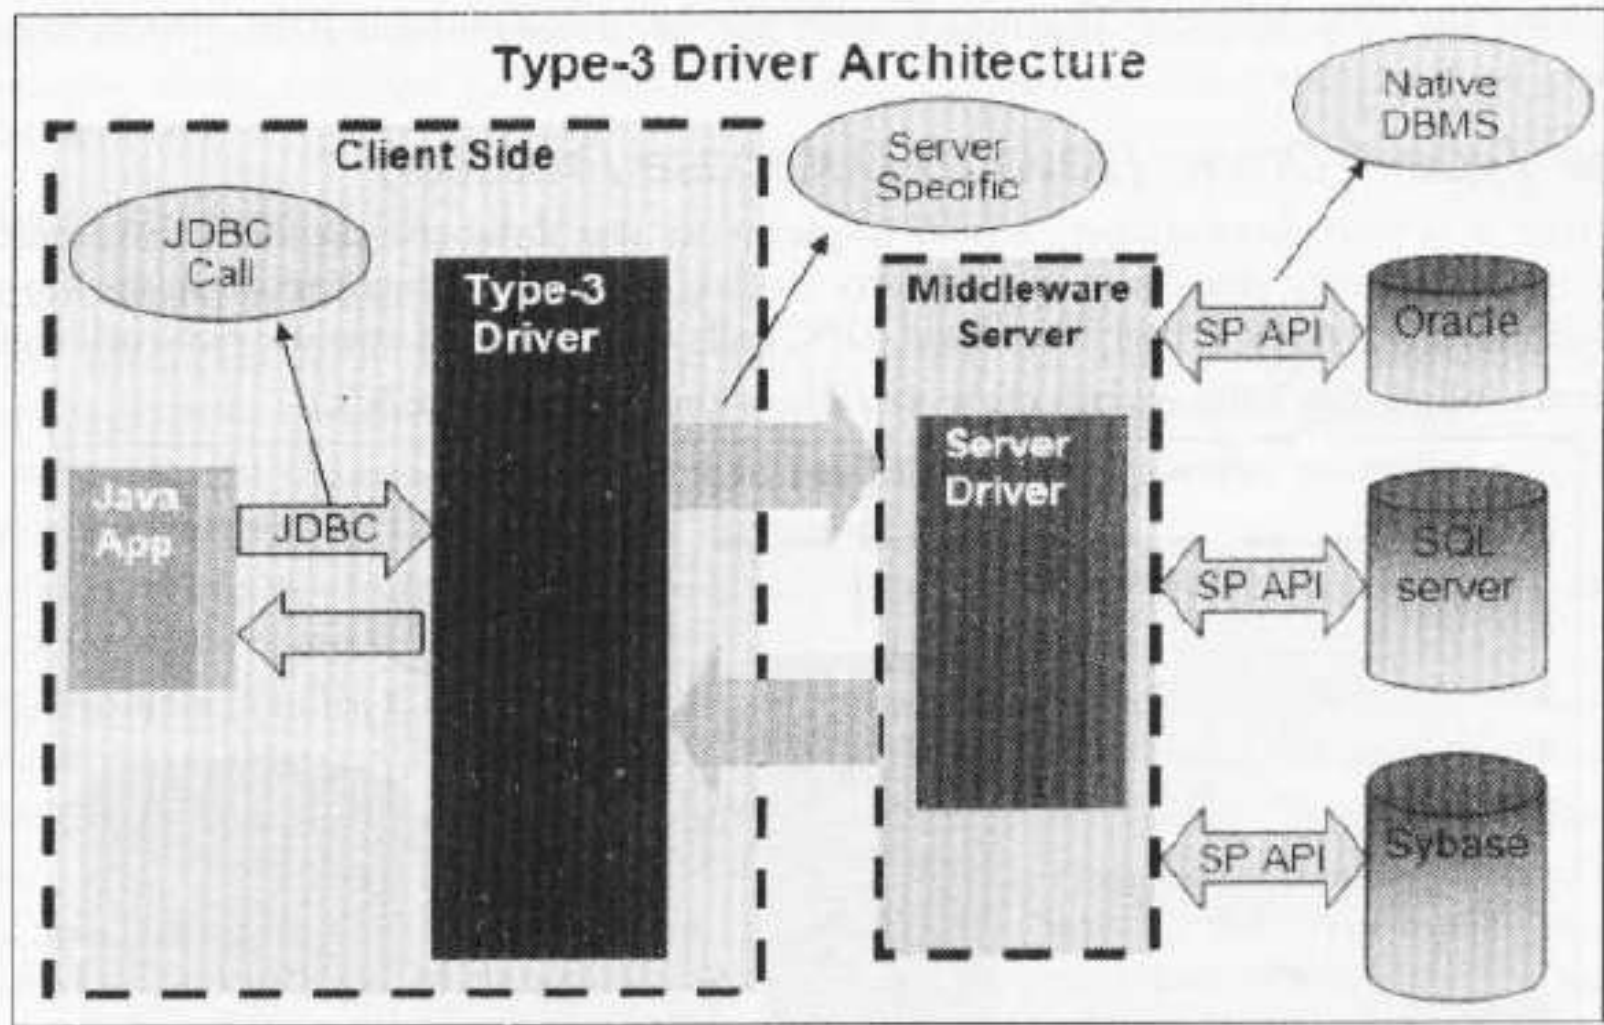 Type-3 Driver Architecture
Native
DBMS
Client Side
Server
Specific
JDBC
Call
Type-3
Driver
Middleware
Server
SP API
Oracle
Java
App
JDBC
Server
Driver
SP API
SQL
server
SP API
Sybase